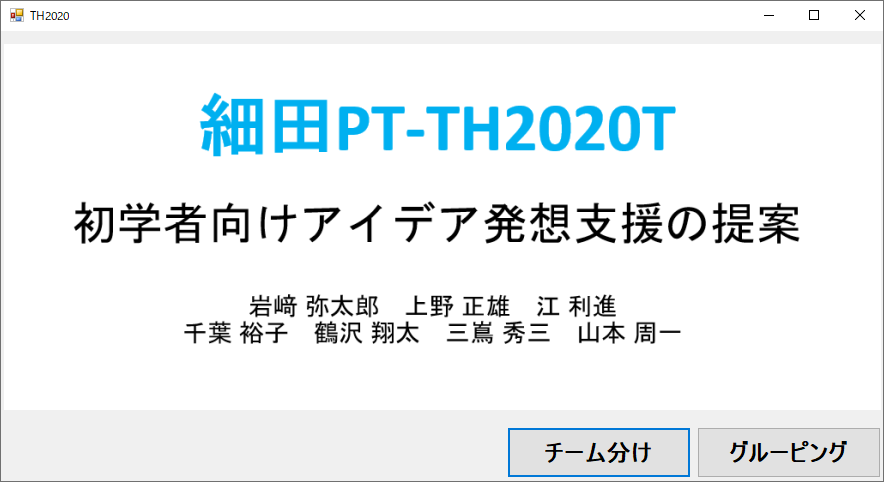 TH2020
細田PT-TH2020T
初学者向けアイデア発想支援の提案
岩﨑 弥太郎　上野 正雄　江 利進
千葉 裕子　鶴沢 翔太　三嶌 秀三　山本 周一
チーム分け
グルーピング